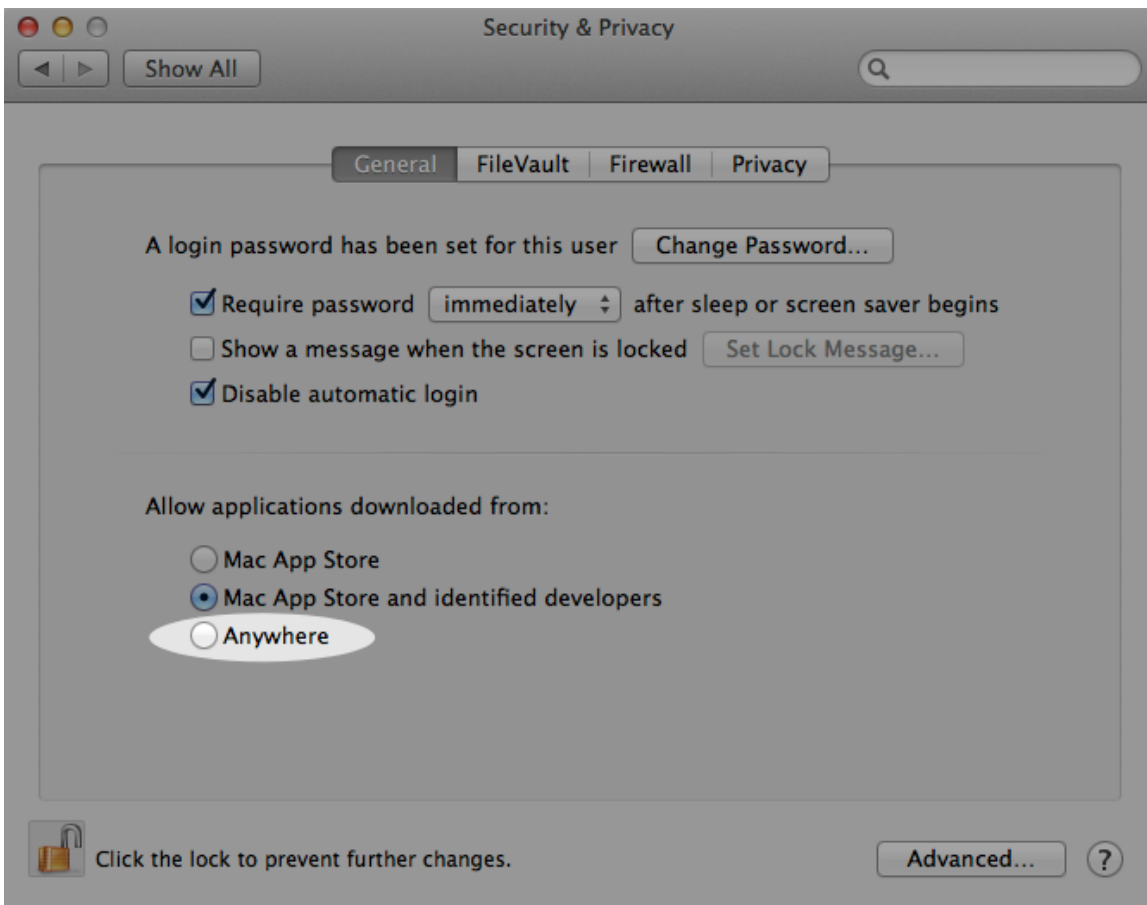 Security & Privacy
Show All
General FileVault Firewall Privacy
A login password has been set for this user Change Password...
Require password immediately after sleep or screen saver begins
Show a message when the screen is locked Set Lock Message...
Disable automatic login
Allow applications downloaded from:
Mac App Store
Mac App Store and identified developers
Anywhere
Click the lock to prevent further changes. Advanced... ?